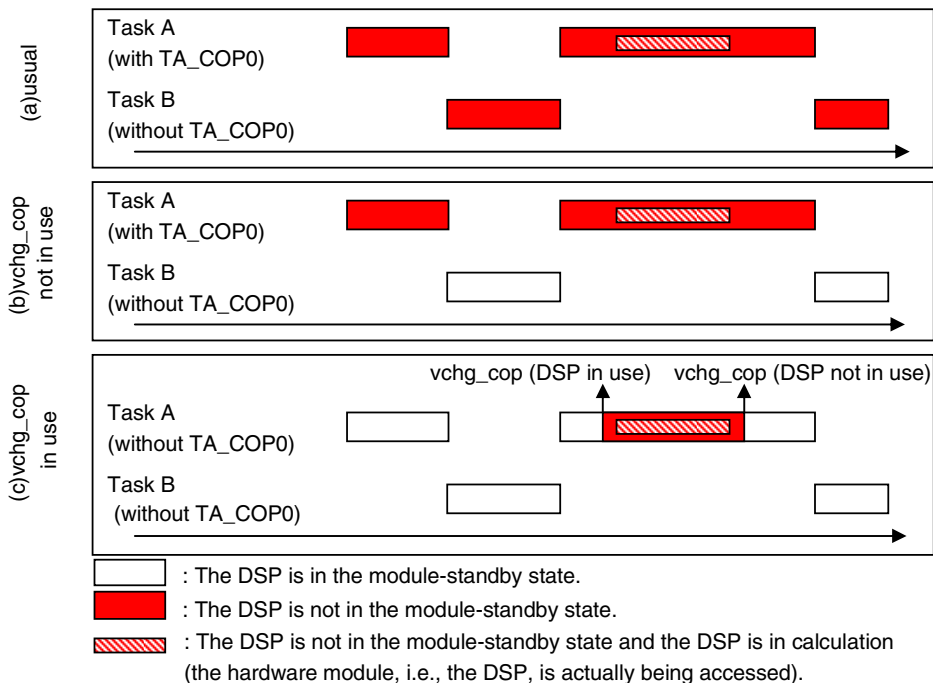 (a)usual
Task A
(with TA_COP0)
Task B
(without TA_COP0)
(b)vchg_cop
not in use
Task A
(with TA_COP0)
Task B
(without TA_COP0)
(c)vchg_cop
in use
vchg_cop (DSP in use) vchg_cop (DSP not in use)
Task A
(without TA_COP0)
Task B
(without TA_COP0)
: The DSP is in the module-standby state.
: The DSP is not in the module-standby state.
: The DSP is not in the module-standby state and the DSP is in calculation
(the hardware module, i.e., the DSP, is actually being accessed).